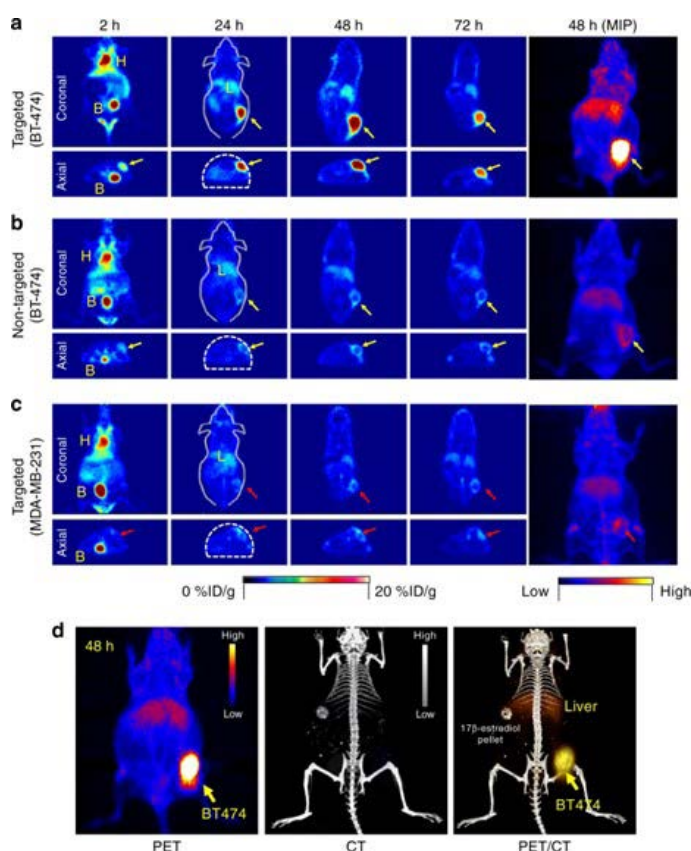 a 2 h 24 h 48 h 72 h 48 h (MIP)
Targeted
(BT-474)
Coronal
H
B
L
Axial
B
b
Non-targeted
(BT-474)
Coronal
H
B
L
Axial
B
c
Targeted
(MDA-MB-231)
Coronal
H
B
L
Axial
B
0 %ID/g 20 %ID/g Low High
d
48 h
High
Low
BT474
High
Low
Liver
17β-estradiol
pellet
BT474
PET CT PET/CT